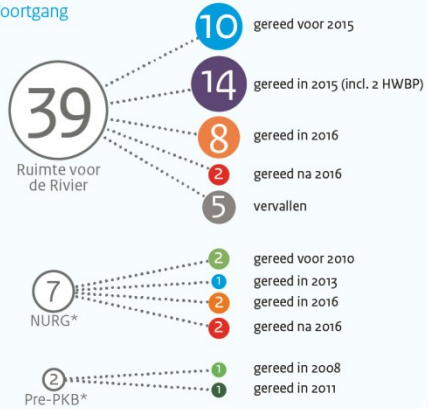 oortgang
10 gereed voor 2015
14 gereed in 2015 (incl. 2 HWBP)
39
8 gereed in 2016
Ruimte voor
de Rivier
2 gereed na 2016
5 vervallen
2 gereed voor 2010
7
1 gereed in 2013
2 gereed in 2016
NURG*
2 gereed na 2016
1 gereed in 2008
2
1 gereed in 2011
Pre-PKB*